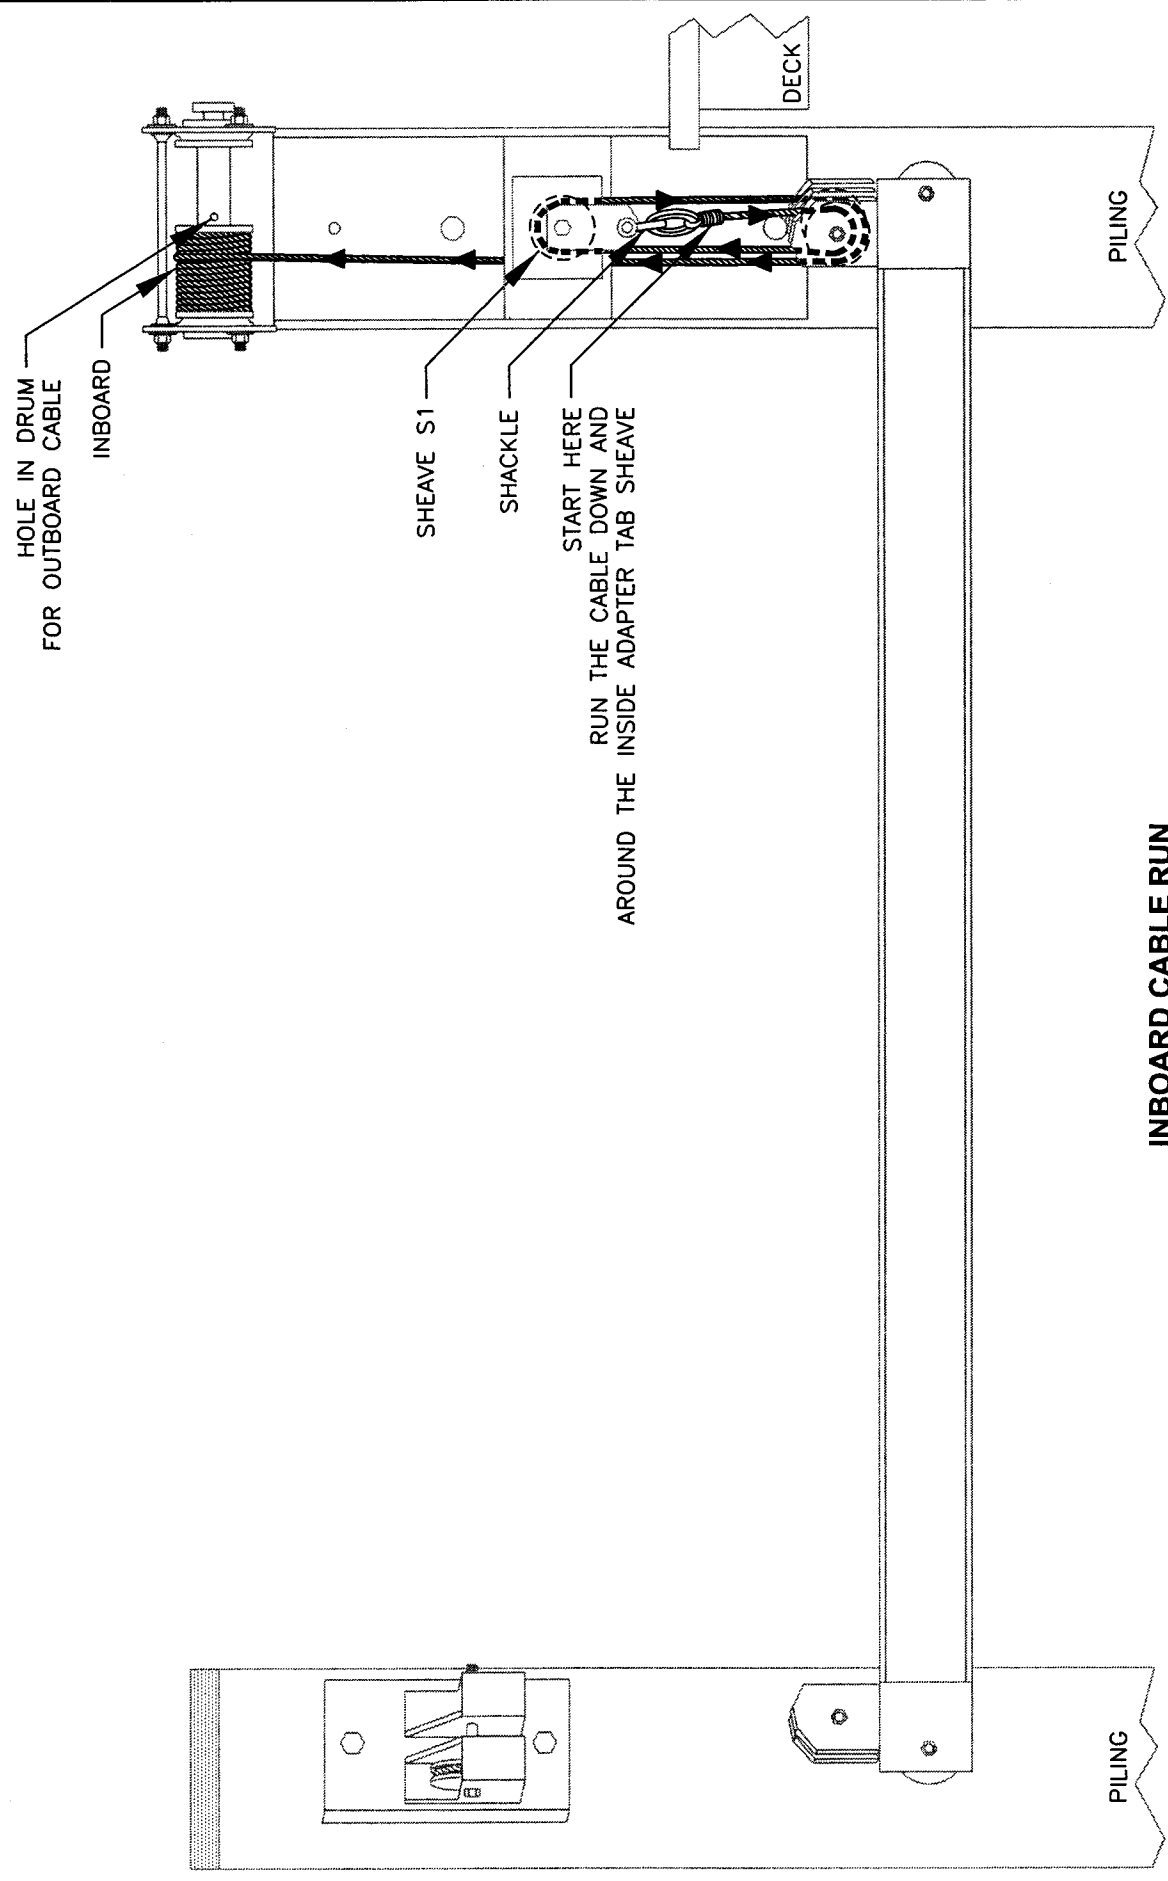 HOLE IN DRUM
FOR OUTBOARD CABLE
INBOARD
SHEAVE S1
SHACKLE
START HERE
RUN THE CABLE DOWN AND
AROUND THE INSIDE ADAPTER TAB SHEAVE
DECK
PILING
PILING
INBOARD CABLE RUN